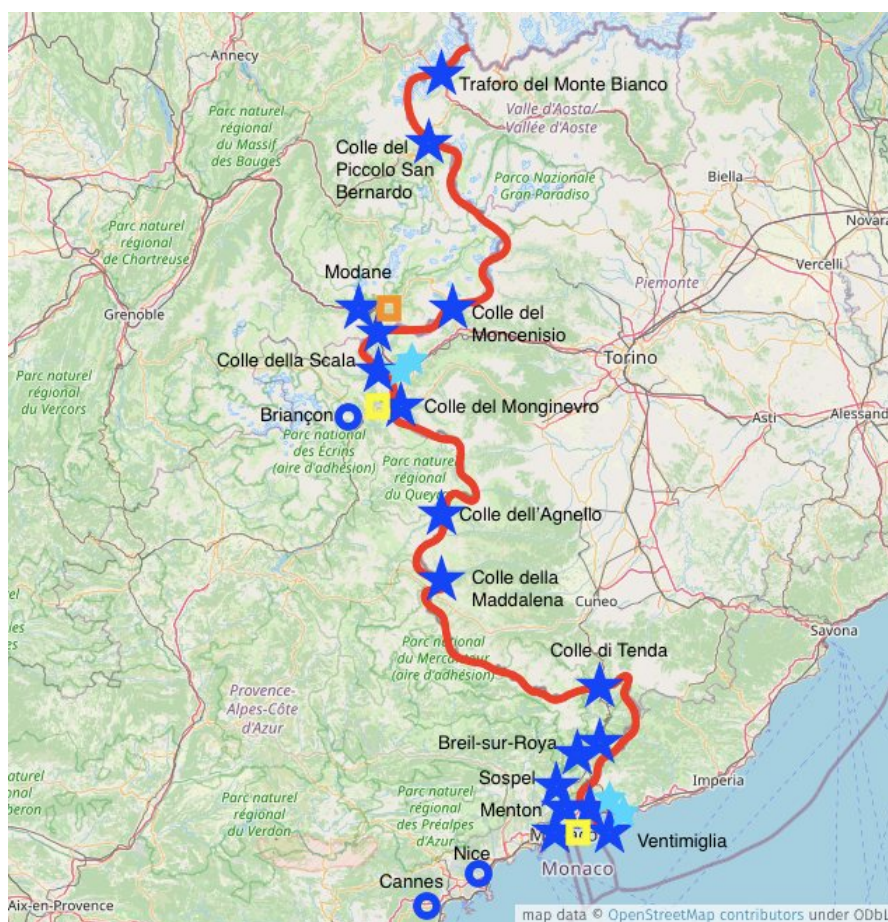 Annecy
Traforo del Monte Bianco
Parc naturel
régional
du Massif
des Bauges
Valle d'Aosta/
Vallée d'Aoste
Colle del
Piccolo San
Bernardo
Biella
Parco Nazionale
Gran Paradiso
Novara
Parc naturel
régional
de Chartreuse
Vercelli
Modane
Piemonte
Grenoble
Colle del
Moncenisio
Torino
Colle della Scala
Parc naturel
régional
du Vercors
Briançon
Colle del Monginevro
Asti
Alessand
Parc national
des Écrins
(aire d'adhésion)
Parc naturel
régional
du Queyra
Colle dell'Agnello
Colle della
Maddalena
Cuneo
Savona
Parc national
du Mercantour
(aire d'adhésion)
Colle di Tenda
Provence-
Alpes-Côte
d'Azur
Breil-sur-Roya
Sospel
Imperia
Parc naturel
régional
du Verdon
Parc naturel
régional
des Préalpes
d'Azur
Menton
Ventimiglia
Nice
Monaco
Cannes
Aix-en-Provence
map data © OpenStreetMap contributors under ODbL